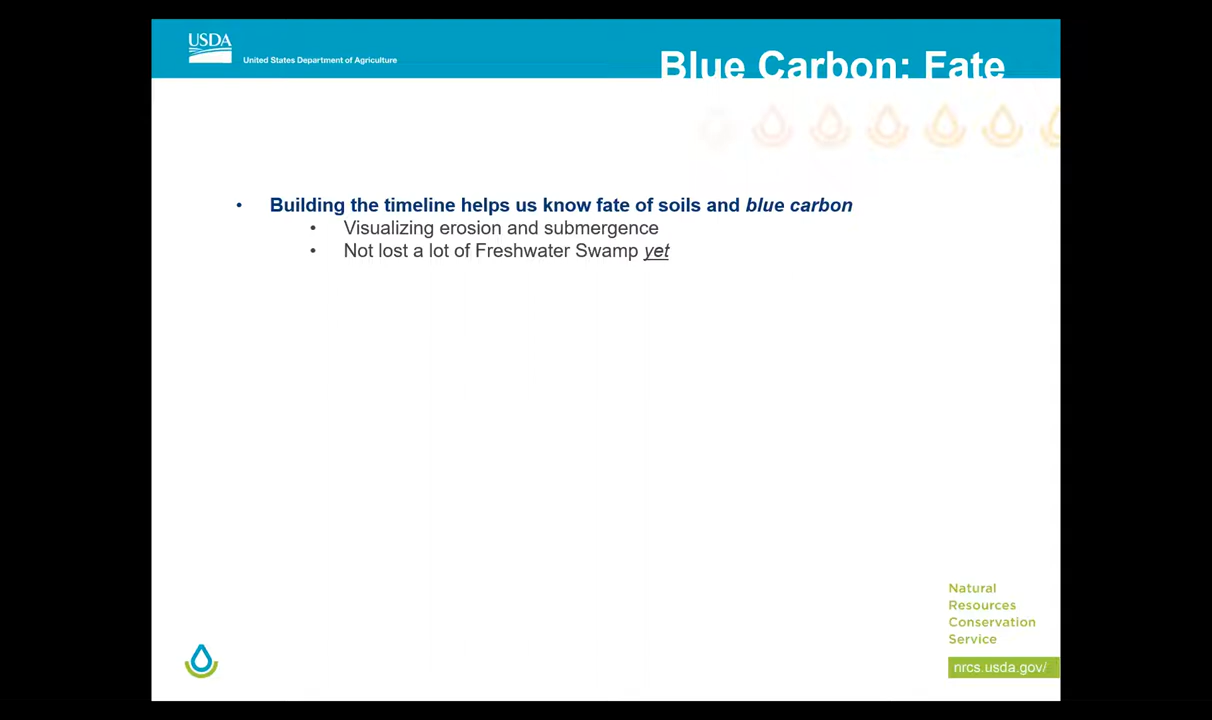 USDA
United States Department of Agriculture
Blue Carbon: Fate
• Building the timeline helps us know fate of soils and blue carbon
• Visualizing erosion and submergence
• Not lost a lot of Freshwater Swamp yet
Natural
Resources
Conservation
Service
nrcs.usda.gov/